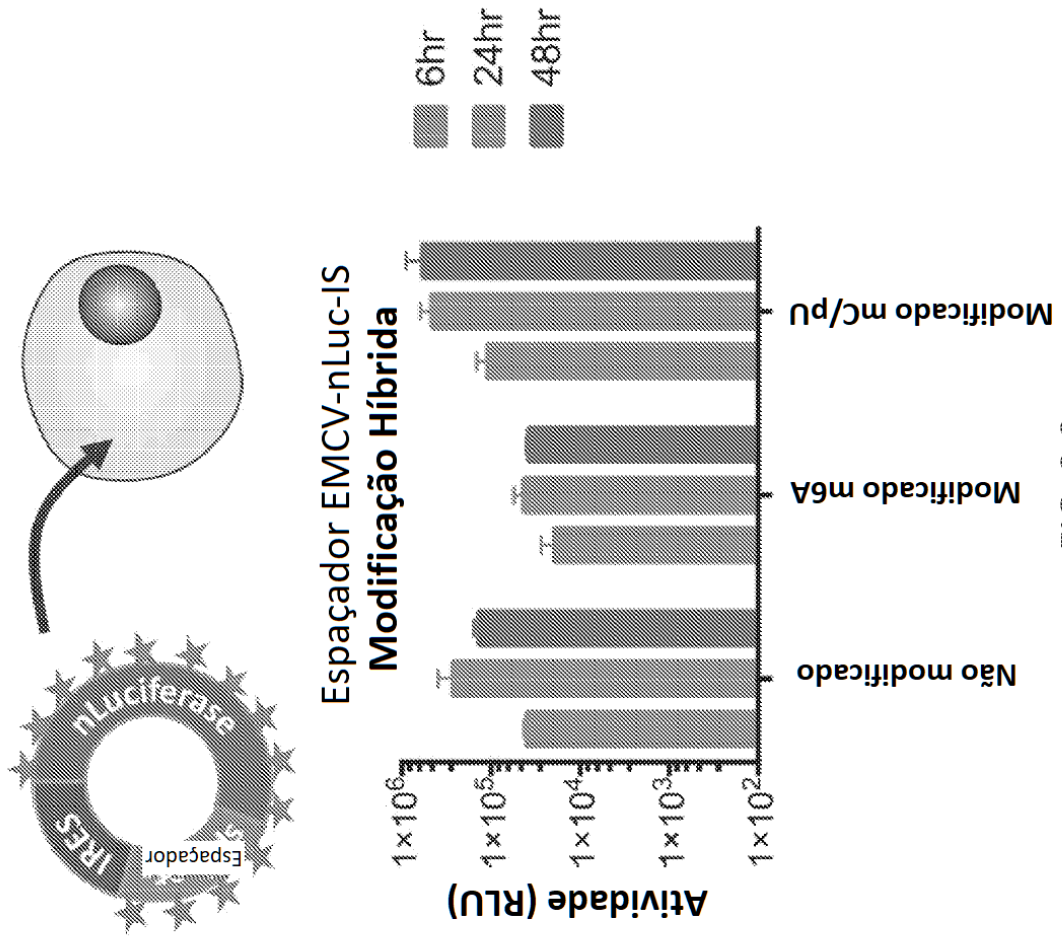 IRES
nLuciferase
Espaçador
Espaçador EMCV-nLuc-IS
Modificação Híbrida
Atividade (RLU)
1×10⁶
1×10⁵
1×10⁴
1×10³
1×10²
Não modificado
Modificado m6A
Modificado mC/pU
6hr
24hr
48hr